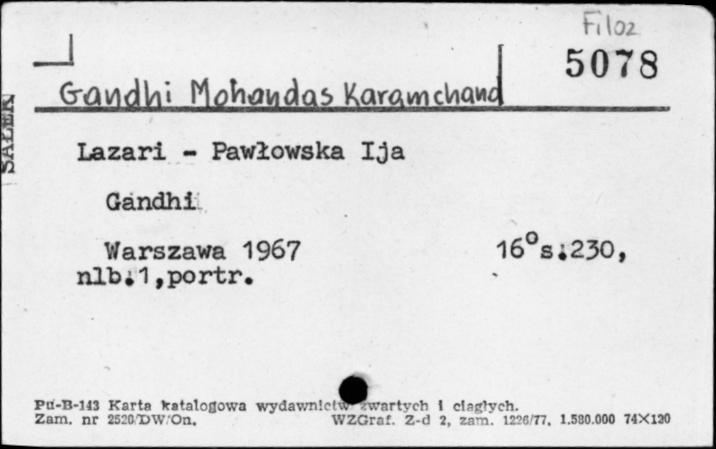 Filoz
5078
Gandhi Mohandas Karamchand
SALEK
Lazari - Pawłowska Ija
Gandhi
Warszawa 1967 16°s.230,
nlb.1,portr.
Pu-B-143 Karta katalogowa wydawnictw zwartych i ciągłych.
Zam. nr 2520/DW/On. WZGraf. Z-d 2, zam. 1226/77, 1.580.000 74×120